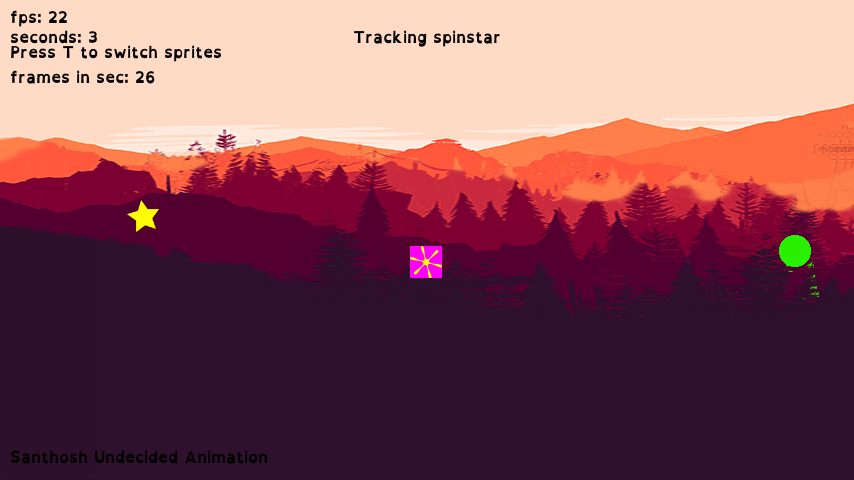 fps: 22
seconds: 3
Tracking spinstar
Press T to switch sprites
frames in sec: 26
Santhosh Undecided Animation